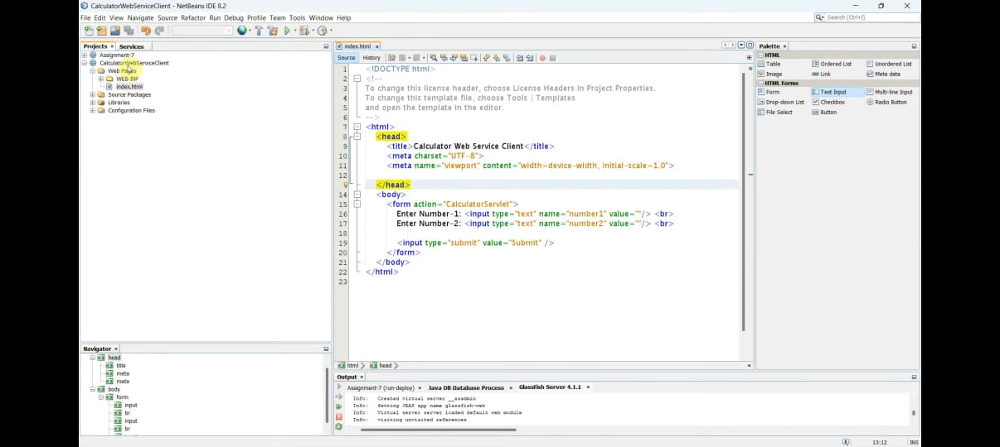 CalculatorWebServiceClient - NetBeans IDE 8.2
File Edit View Navigate Source Refactor Run Debug Profile Team Tools Window Help
Search (Ctrl+I)
Projects Services
Assignment-7
CalculatorWebServiceClient
Web Pages
WEB-INF
index.html
Source Packages
Libraries
Configuration Files
Navigator
head
title
meta
meta
body
form
input
br
input
br
index.html
Source History
1 <!DOCTYPE html>
2 <!--
3 To change this license header, choose License Headers in Project Properties.
4 To change this template file, choose Tools | Templates
5 and open the template in the editor.
6 -->
7 <html>
8 <head>
9 <title>Calculator Web Service Client</title>
10 <meta charset="UTF-8">
11 <meta name="viewport" content="width=device-width, initial-scale=1.0">
12
</head>
14 <body>
15 <form action="CalculatorServlet">
16 Enter Number-1: <input type="text" name="number1" value=""/> <br>
17 Enter Number-2: <input type="text" name="number2" value=""/> <br>
18
19 <input type="submit" value="Submit" />
20 </form>
21 </body>
22 </html>
23
html head
Palette
HTML
Table Ordered List Unordered List
Image Link Meta data
HTML Forms
Form Text Input Multi-line Input
Drop-down List Checkbox Radio Button
File Select Button
Output
Assignment-7 (run-deploy) Java DB Database Process GlassFish Server 4.1.1
Info: Created virtual server __asadmin
Info: Setting JAAS app name glassfish-web
Info: Virtual server server loaded default web module
Info: visiting unvisited references
13:12 INS